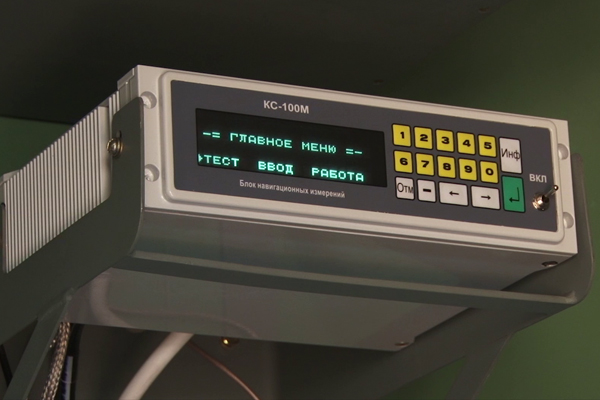 КС-100М
-= ГЛАВНОЕ МЕНЮ =-
ТЕСТ ВВОД РАБОТА
Блок навигационных измерений
1 2 3 4 5 Инф
6 7 8 9 0
Отм - ← →
ВКЛ